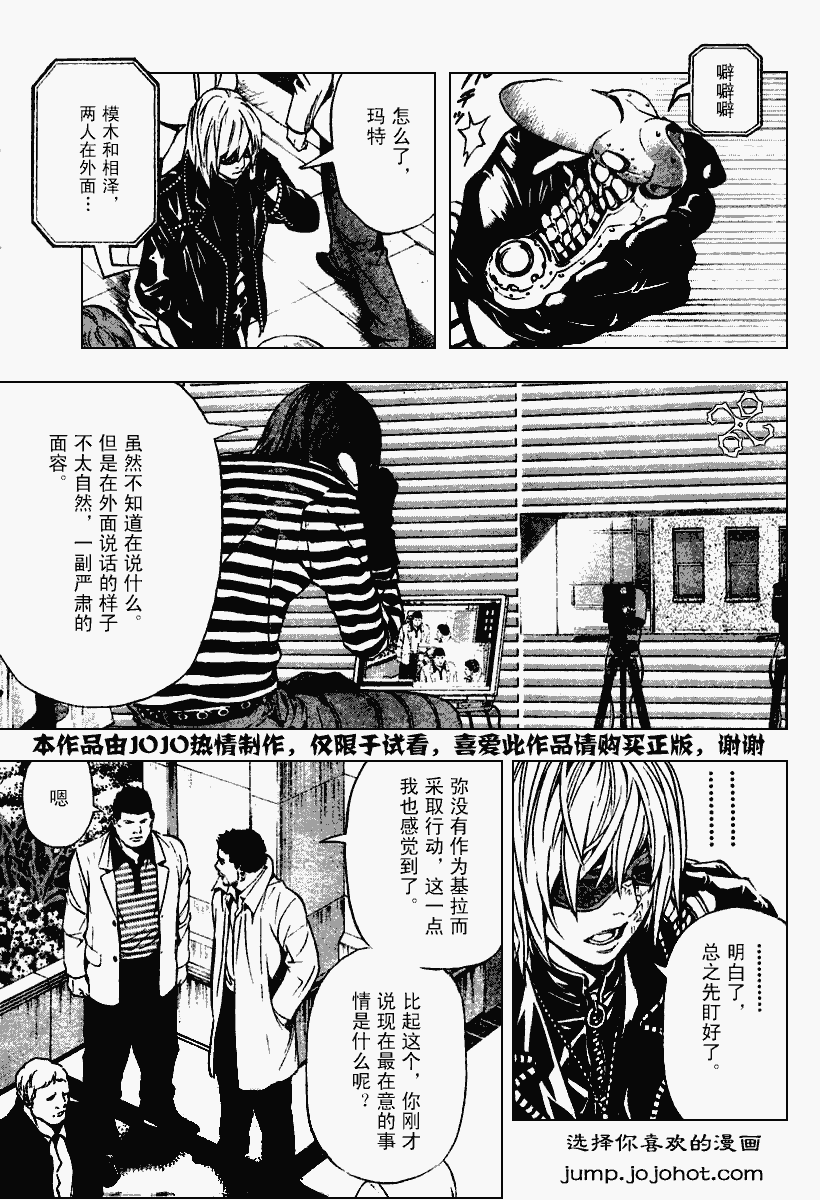 噼噼噼
怎么了，
玛特
模木和相泽，
两人在外面…
虽然不知道在说什么。
但是在外面说话的样子
不太自然，一副严肃的
面容。
本作品由JOJO热情制作，仅限于试看，喜爱此作品请购买正版，谢谢
…………
…………
明白了，
总之先盯好了。
弥没有作为基拉而
采取行动，这一点
我也感觉到了。
比起这个，你刚才
说现在最在意的事
情是什么呢？
嗯
选择你喜欢的漫画
jump.jojohot.com